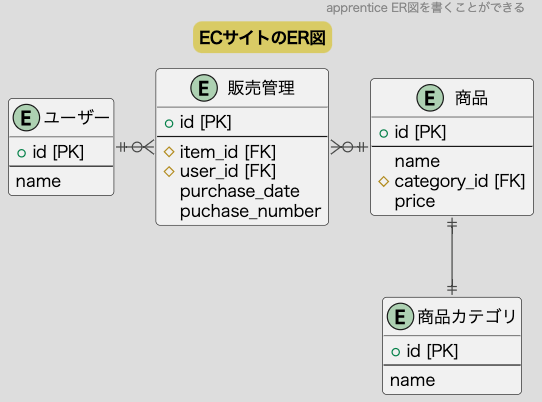 apprentice ER図を書くことができる
ECサイトのER図
E ユーザー
id [PK]
name
E 販売管理
id [PK]
item_id [FK]
user_id [FK]
purchase_date
puchase_number
E 商品
id [PK]
name
category_id [FK]
price
E 商品カテゴリ
id [PK]
name